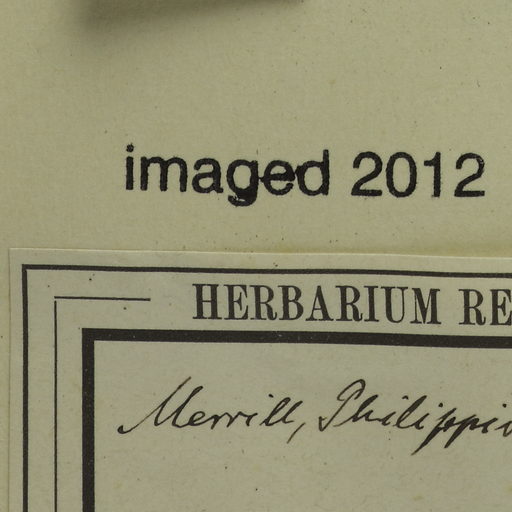 imaged 2012
HERBARIUM RE
Merrill, Philippi